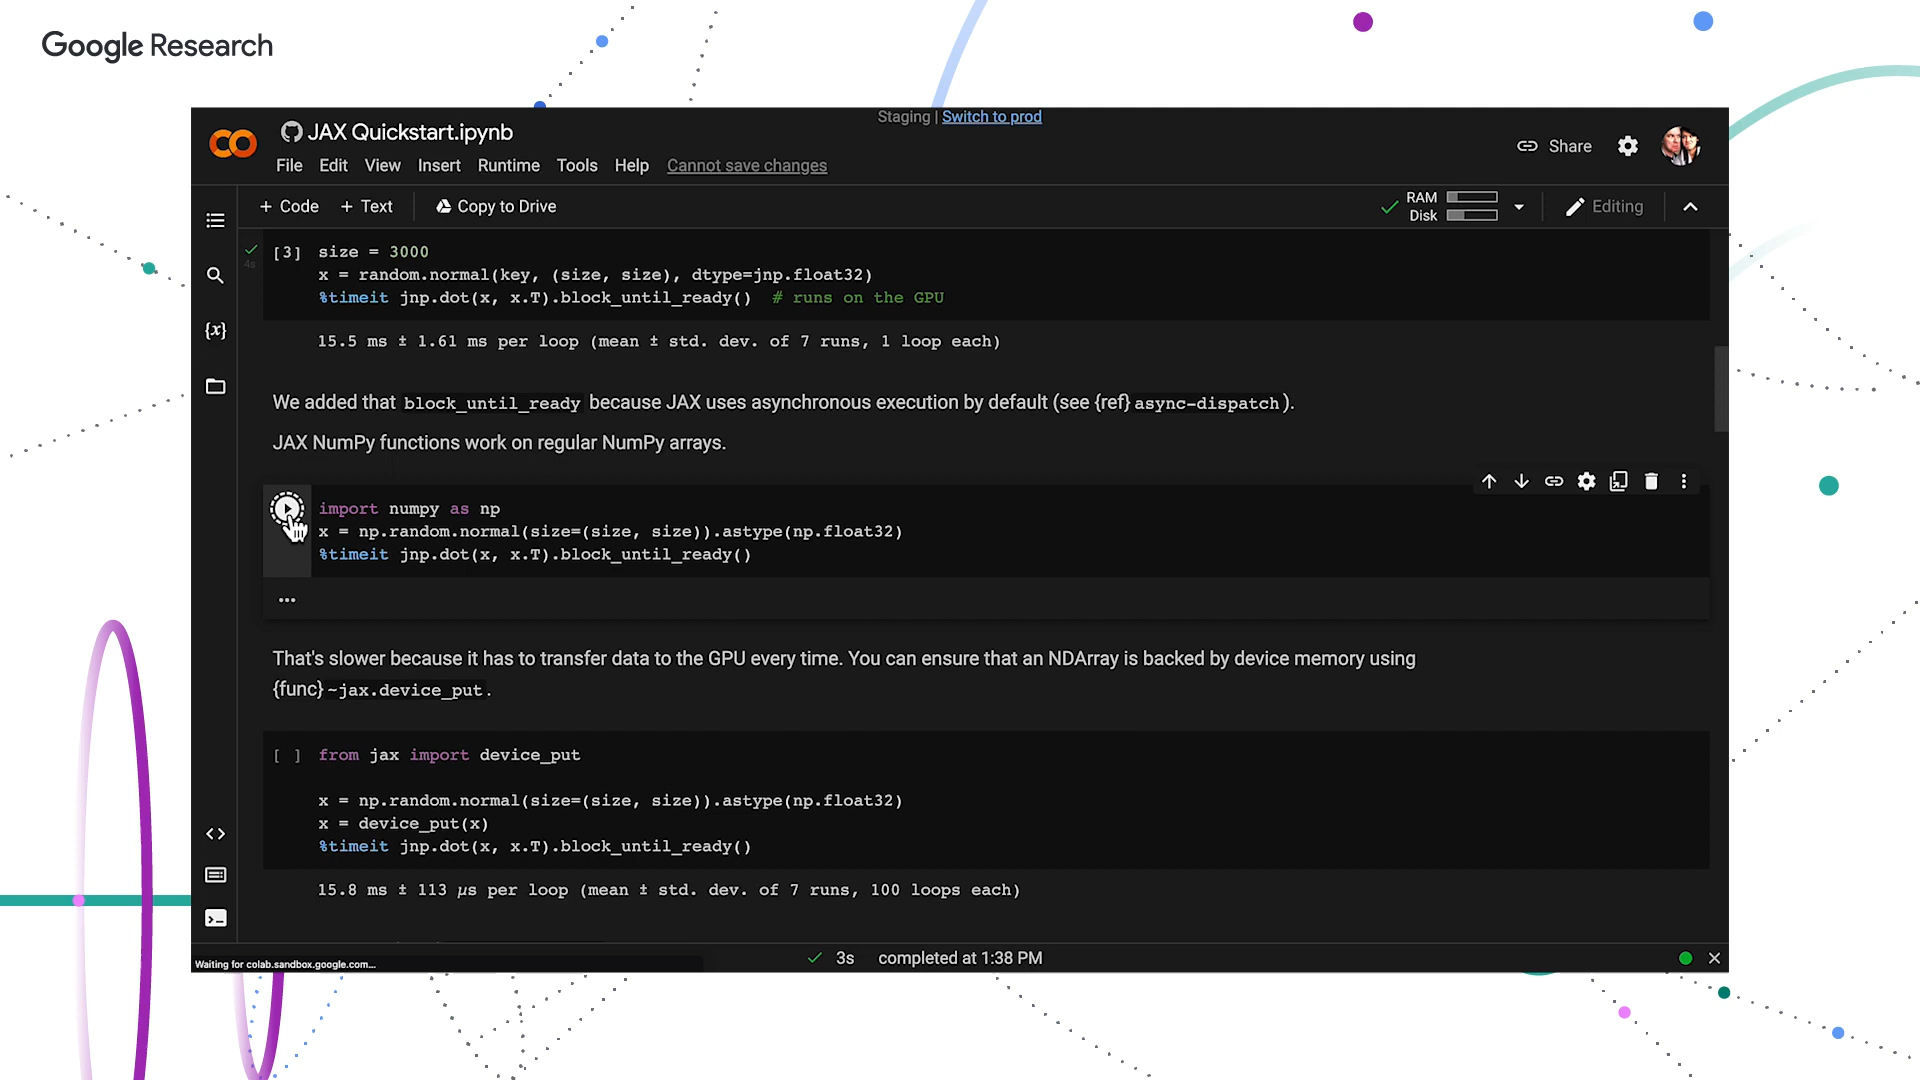 Google Research
Staging | Switch to prod
JAX Quickstart.ipynb
Share
File Edit View Insert Runtime Tools Help Cannot save changes
+ Code + Text Copy to Drive
RAM
Disk
Editing
4s
[3] size = 3000
x = random.normal(key, (size, size), dtype=jnp.float32)
%timeit jnp.dot(x, x.T).block_until_ready()  # runs on the GPU
15.5 ms ± 1.61 ms per loop (mean ± std. dev. of 7 runs, 1 loop each)
We added that block_until_ready because JAX uses asynchronous execution by default (see {ref} async-dispatch).
JAX NumPy functions work on regular NumPy arrays.
{x}
import numpy as np
x = np.random.normal(size=(size, size)).astype(np.float32)
%timeit jnp.dot(x, x.T).block_until_ready()
...
That's slower because it has to transfer data to the GPU every time. You can ensure that an NDArray is backed by device memory using
{func} ~jax.device_put.
[ ] from jax import device_put
x = np.random.normal(size=(size, size)).astype(np.float32)
x = device_put(x)
%timeit jnp.dot(x, x.T).block_until_ready()
15.8 ms ± 113 µs per loop (mean ± std. dev. of 7 runs, 100 loops each)
Waiting for colab.sandbox.google.com...
3s completed at 1:38 PM